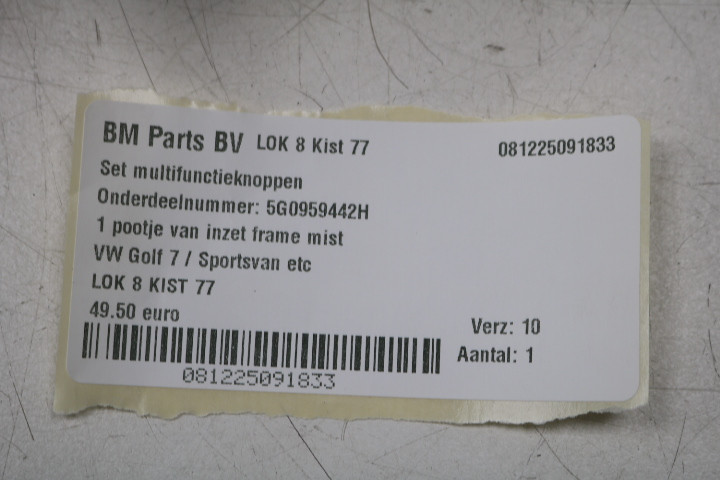 BM Parts BV LOK 8 Kist 77 081225091833
Set multifunctieknoppen
Onderdeelnummer: 5G0959442H
1 pootje van inzet frame mist
VW Golf 7 / Sportsvan etc
LOK 8 KIST 77
49.50 euro
Verz: 10
Aantal: 1
081225091833